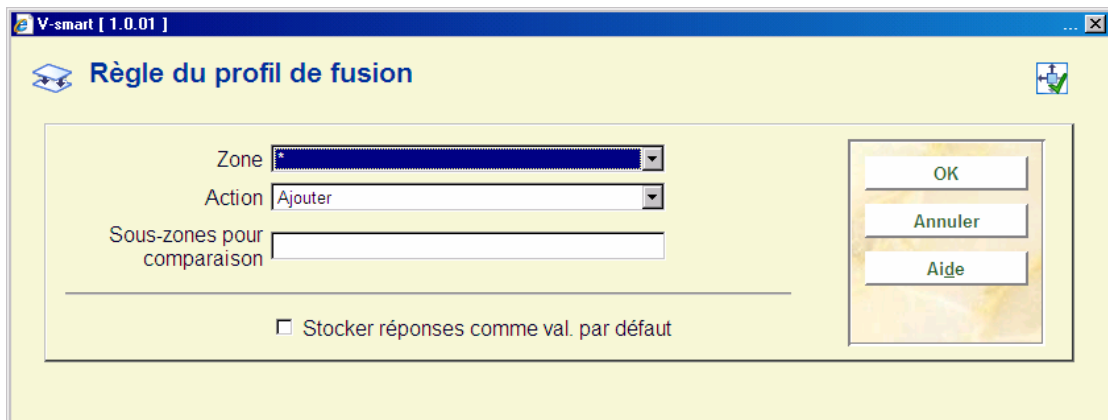 V-smart [ 1.0.01 ] ...
Règle du profil de fusion
Zone *
Action Ajouter
Sous-zones pour
comparaison
Stocker réponses comme val. par défaut
OK
Annuler
Aide